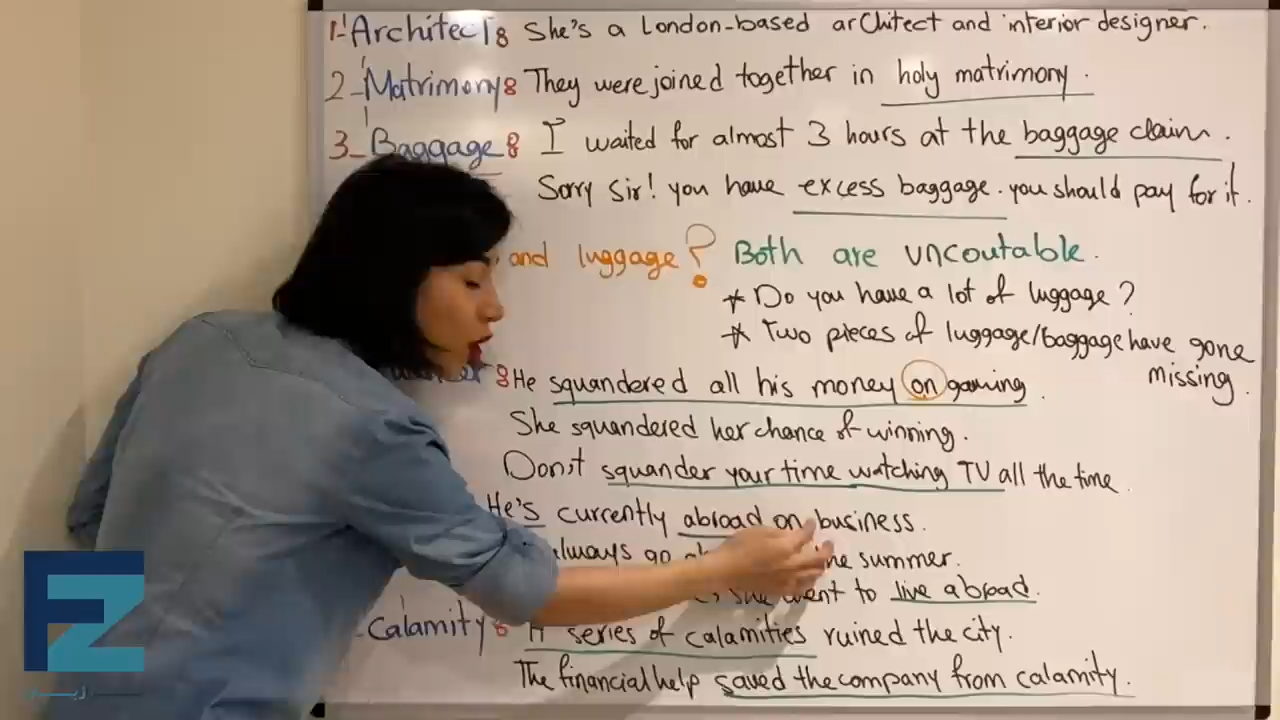 1- Architect: She's a London-based architect and interior designer.
2- Matrimony: They were joined together in holy matrimony.
3- Baggage: I waited for almost 3 hours at the baggage claim.
Sorry Sir! you have excess baggage. you should pay for it.
and luggage? Both are uncoutable.
* Do you have a lot of luggage?
* Two pieces of luggage/baggage have gone
missing.
: He squandered all his money on gaming.
She squandered her chance of winning.
Don't squander your time watching TV all the time.
He's currently abroad on business.
always go summer.
she went to live abroad.
Calamity: A series of calamities ruined the city.
The financial help saved the company from calamity.
EZ